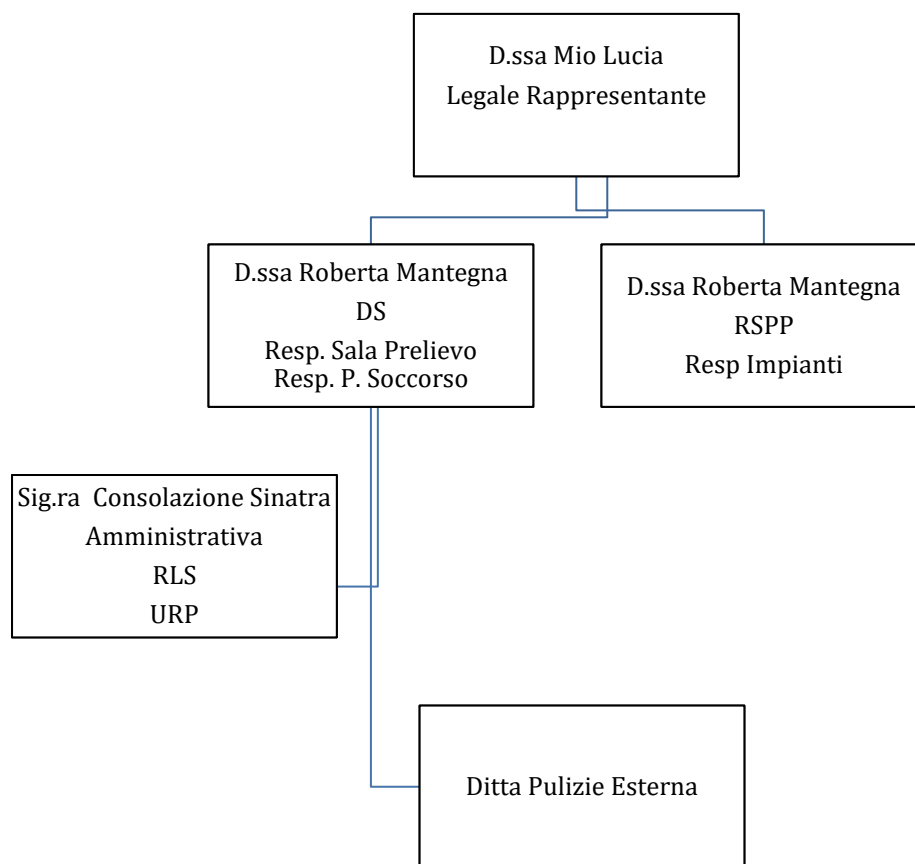 D.ssa Mio Lucia
Legale Rappresentante
D.ssa Roberta Mantegna
DS
Resp. Sala Prelievo
Resp. P. Soccorso
D.ssa Roberta Mantegna
RSPP
Resp Impianti
Sig.ra Consolazione Sinatra
Amministrativa
RLS
URP
Ditta Pulizie Esterna